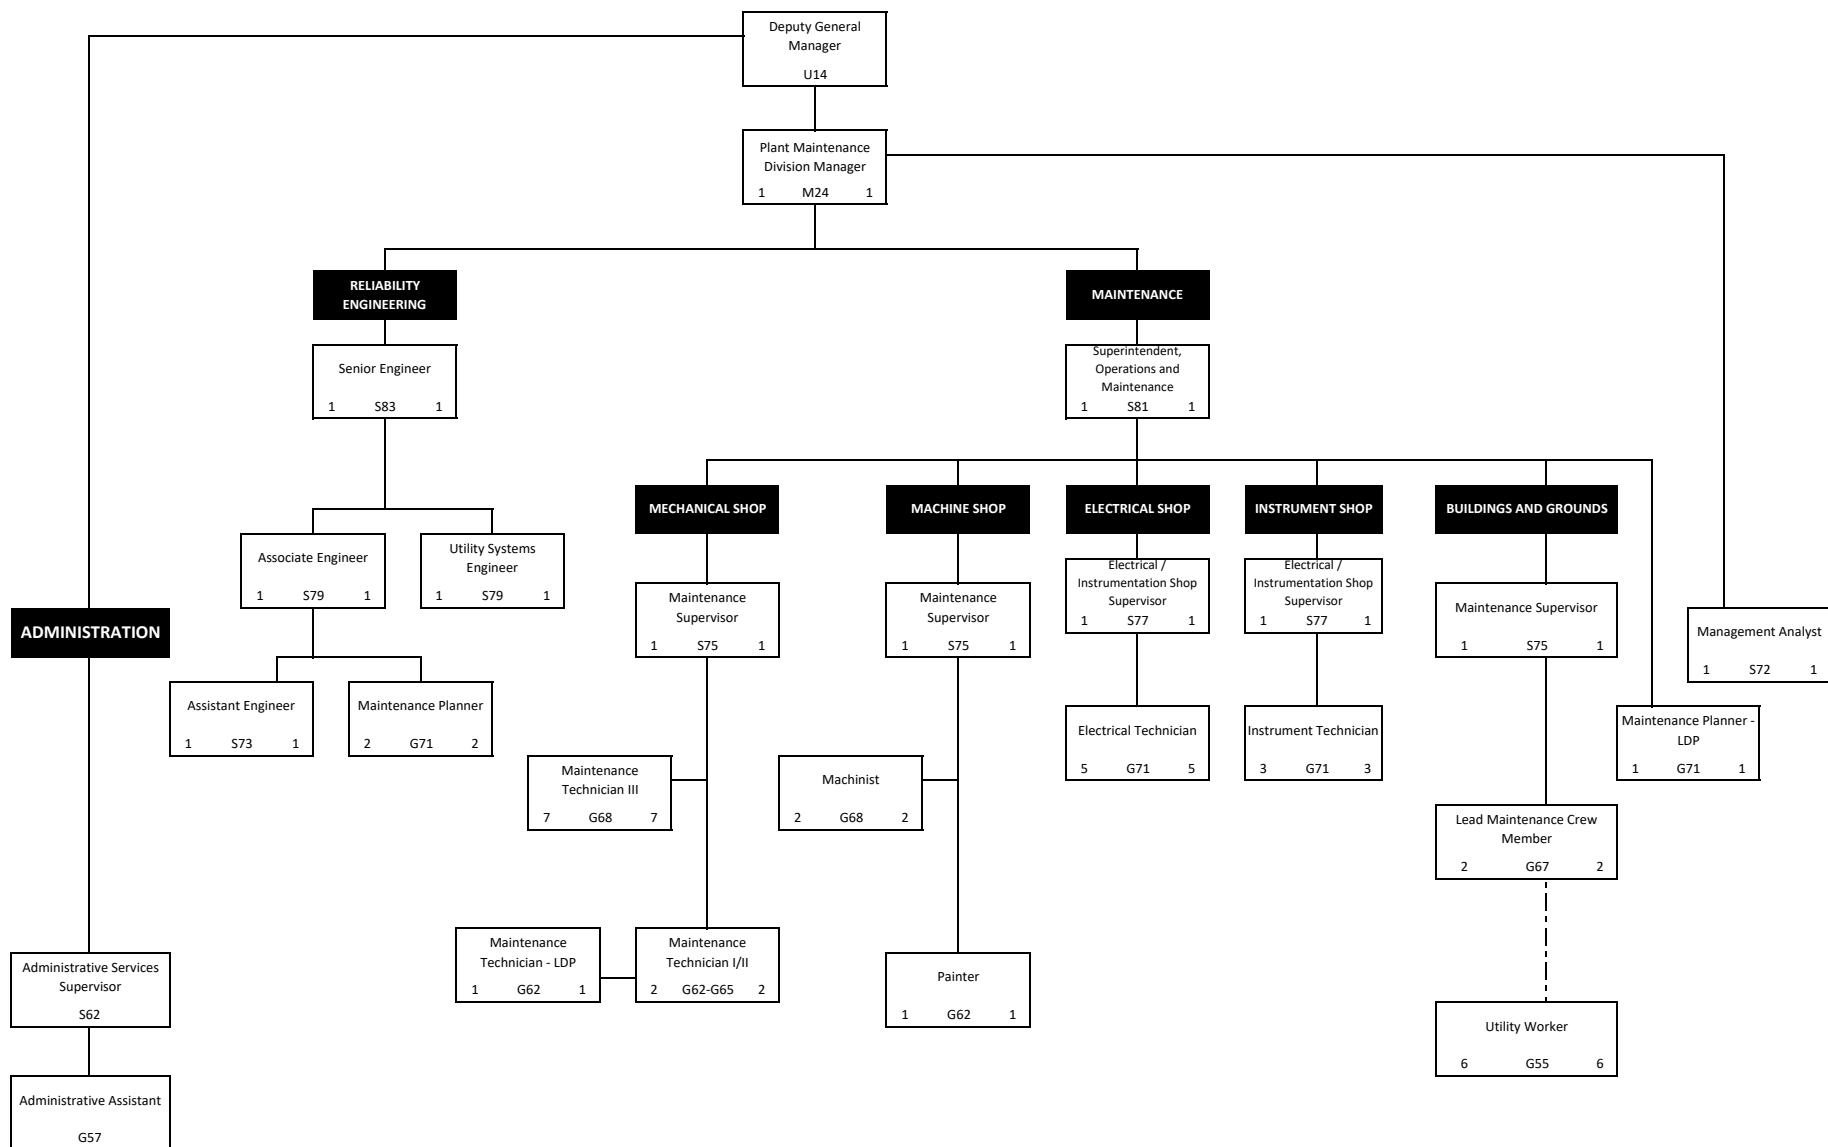 Deputy General
Manager
U14
Plant Maintenance
Division Manager
1 M24 1
RELIABILITY
ENGINEERING
MAINTENANCE
Senior Engineer
1 S83 1
Superintendent,
Operations and
Maintenance
1 S81 1
MECHANICAL SHOP
MACHINE SHOP
ELECTRICAL SHOP
INSTRUMENT SHOP
BUILDINGS AND GROUNDS
Associate Engineer
1 S79 1
Utility Systems
Engineer
1 S79 1
Maintenance
Supervisor
1 S75 1
Maintenance
Supervisor
1 S75 1
Electrical /
Instrumentation Shop
Supervisor
1 S77 1
Electrical /
Instrumentation Shop
Supervisor
1 S77 1
Maintenance Supervisor
1 S75 1
ADMINISTRATION
Management Analyst
1 S72 1
Assistant Engineer
1 S73 1
Maintenance Planner
2 G71 2
Electrical Technician
5 G71 5
Instrument Technician
3 G71 3
Maintenance Planner -
LDP
1 G71 1
Maintenance
Technician III
7 G68 7
Machinist
2 G68 2
Lead Maintenance Crew
Member
2 G67 2
Maintenance
Technician - LDP
1 G62 1
Maintenance
Technician I/II
2 G62-G65 2
Painter
1 G62 1
Administrative Services
Supervisor
S62
Utility Worker
6 G55 6
Administrative Assistant
G57